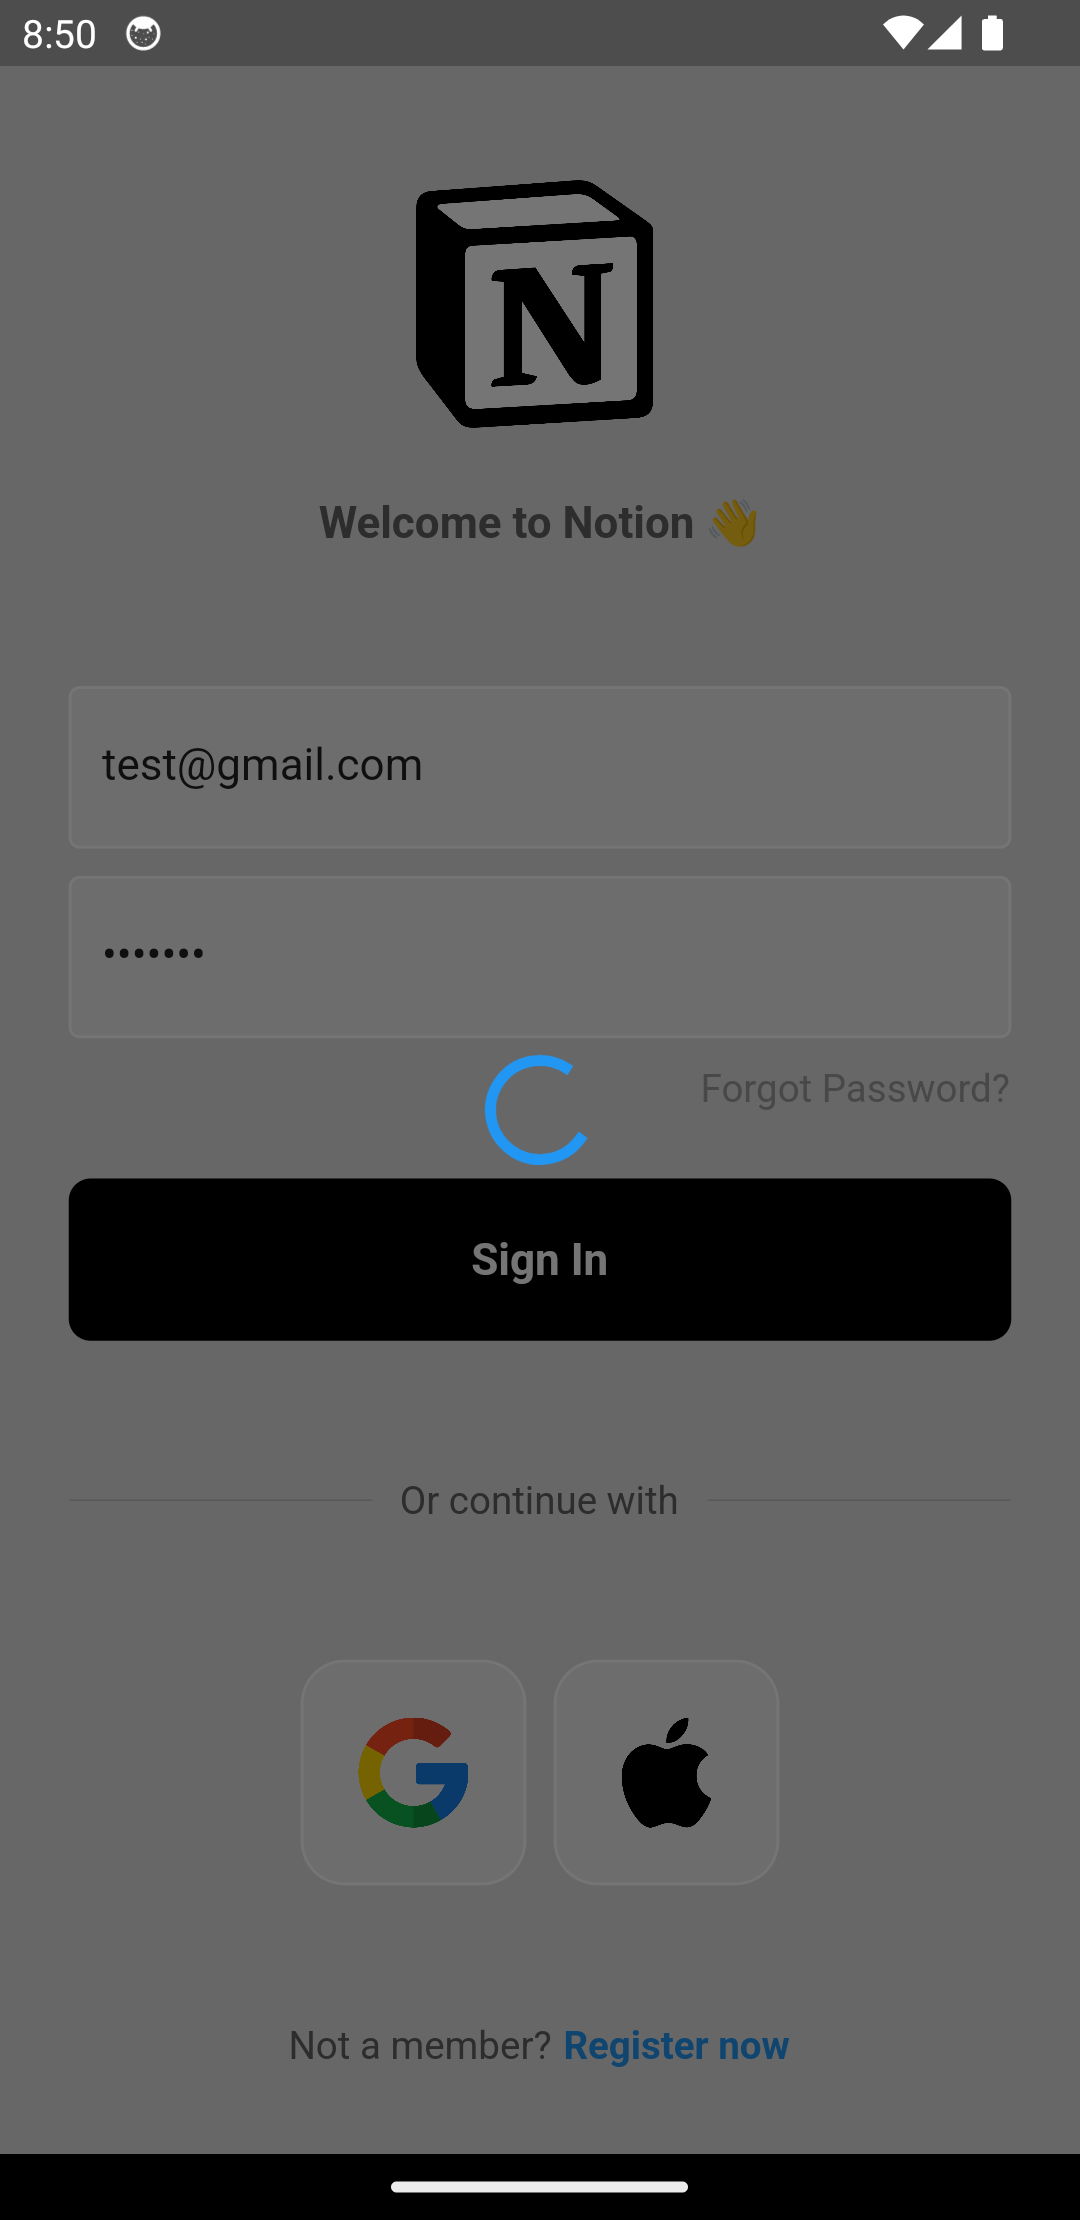 8:50
N
Welcome to Notion 👋
test@gmail.com
•••••••
Forgot Password?
Sign In
Or continue with
Not a member? Register now